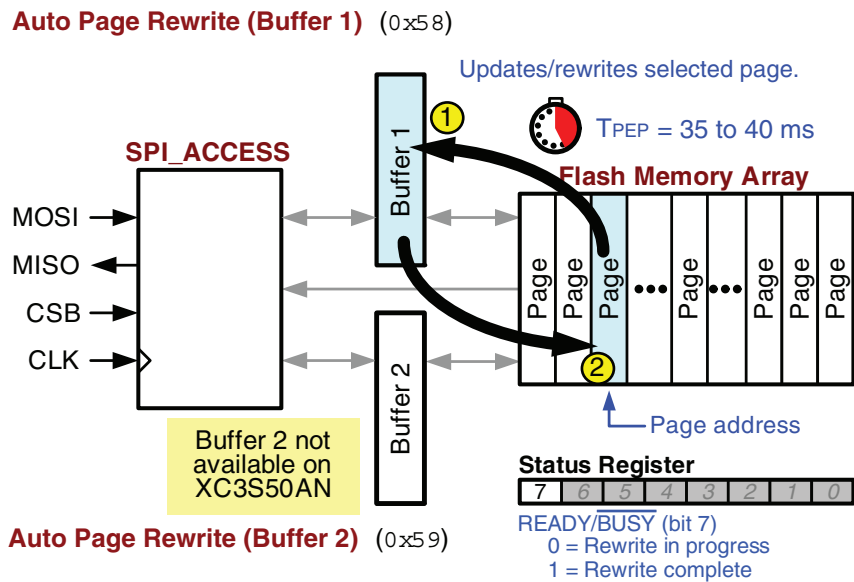 Auto Page Rewrite (Buffer 1) (0x58)
Updates/rewrites selected page.
1
TPEP = 35 to 40 ms
SPI_ACCESS
Buffer 1
Flash Memory Array
MOSI
MISO
CSB
CLK
Page
Page
Page
•••
Page
•••
Page
Page
Page
2
Buffer 2
Page address
Buffer 2 not
available on
XC3S50AN
Status Register
7 6 5 4 3 2 1 0
READY/BUSY (bit 7)
0 = Rewrite in progress
1 = Rewrite complete
Auto Page Rewrite (Buffer 2) (0x59)